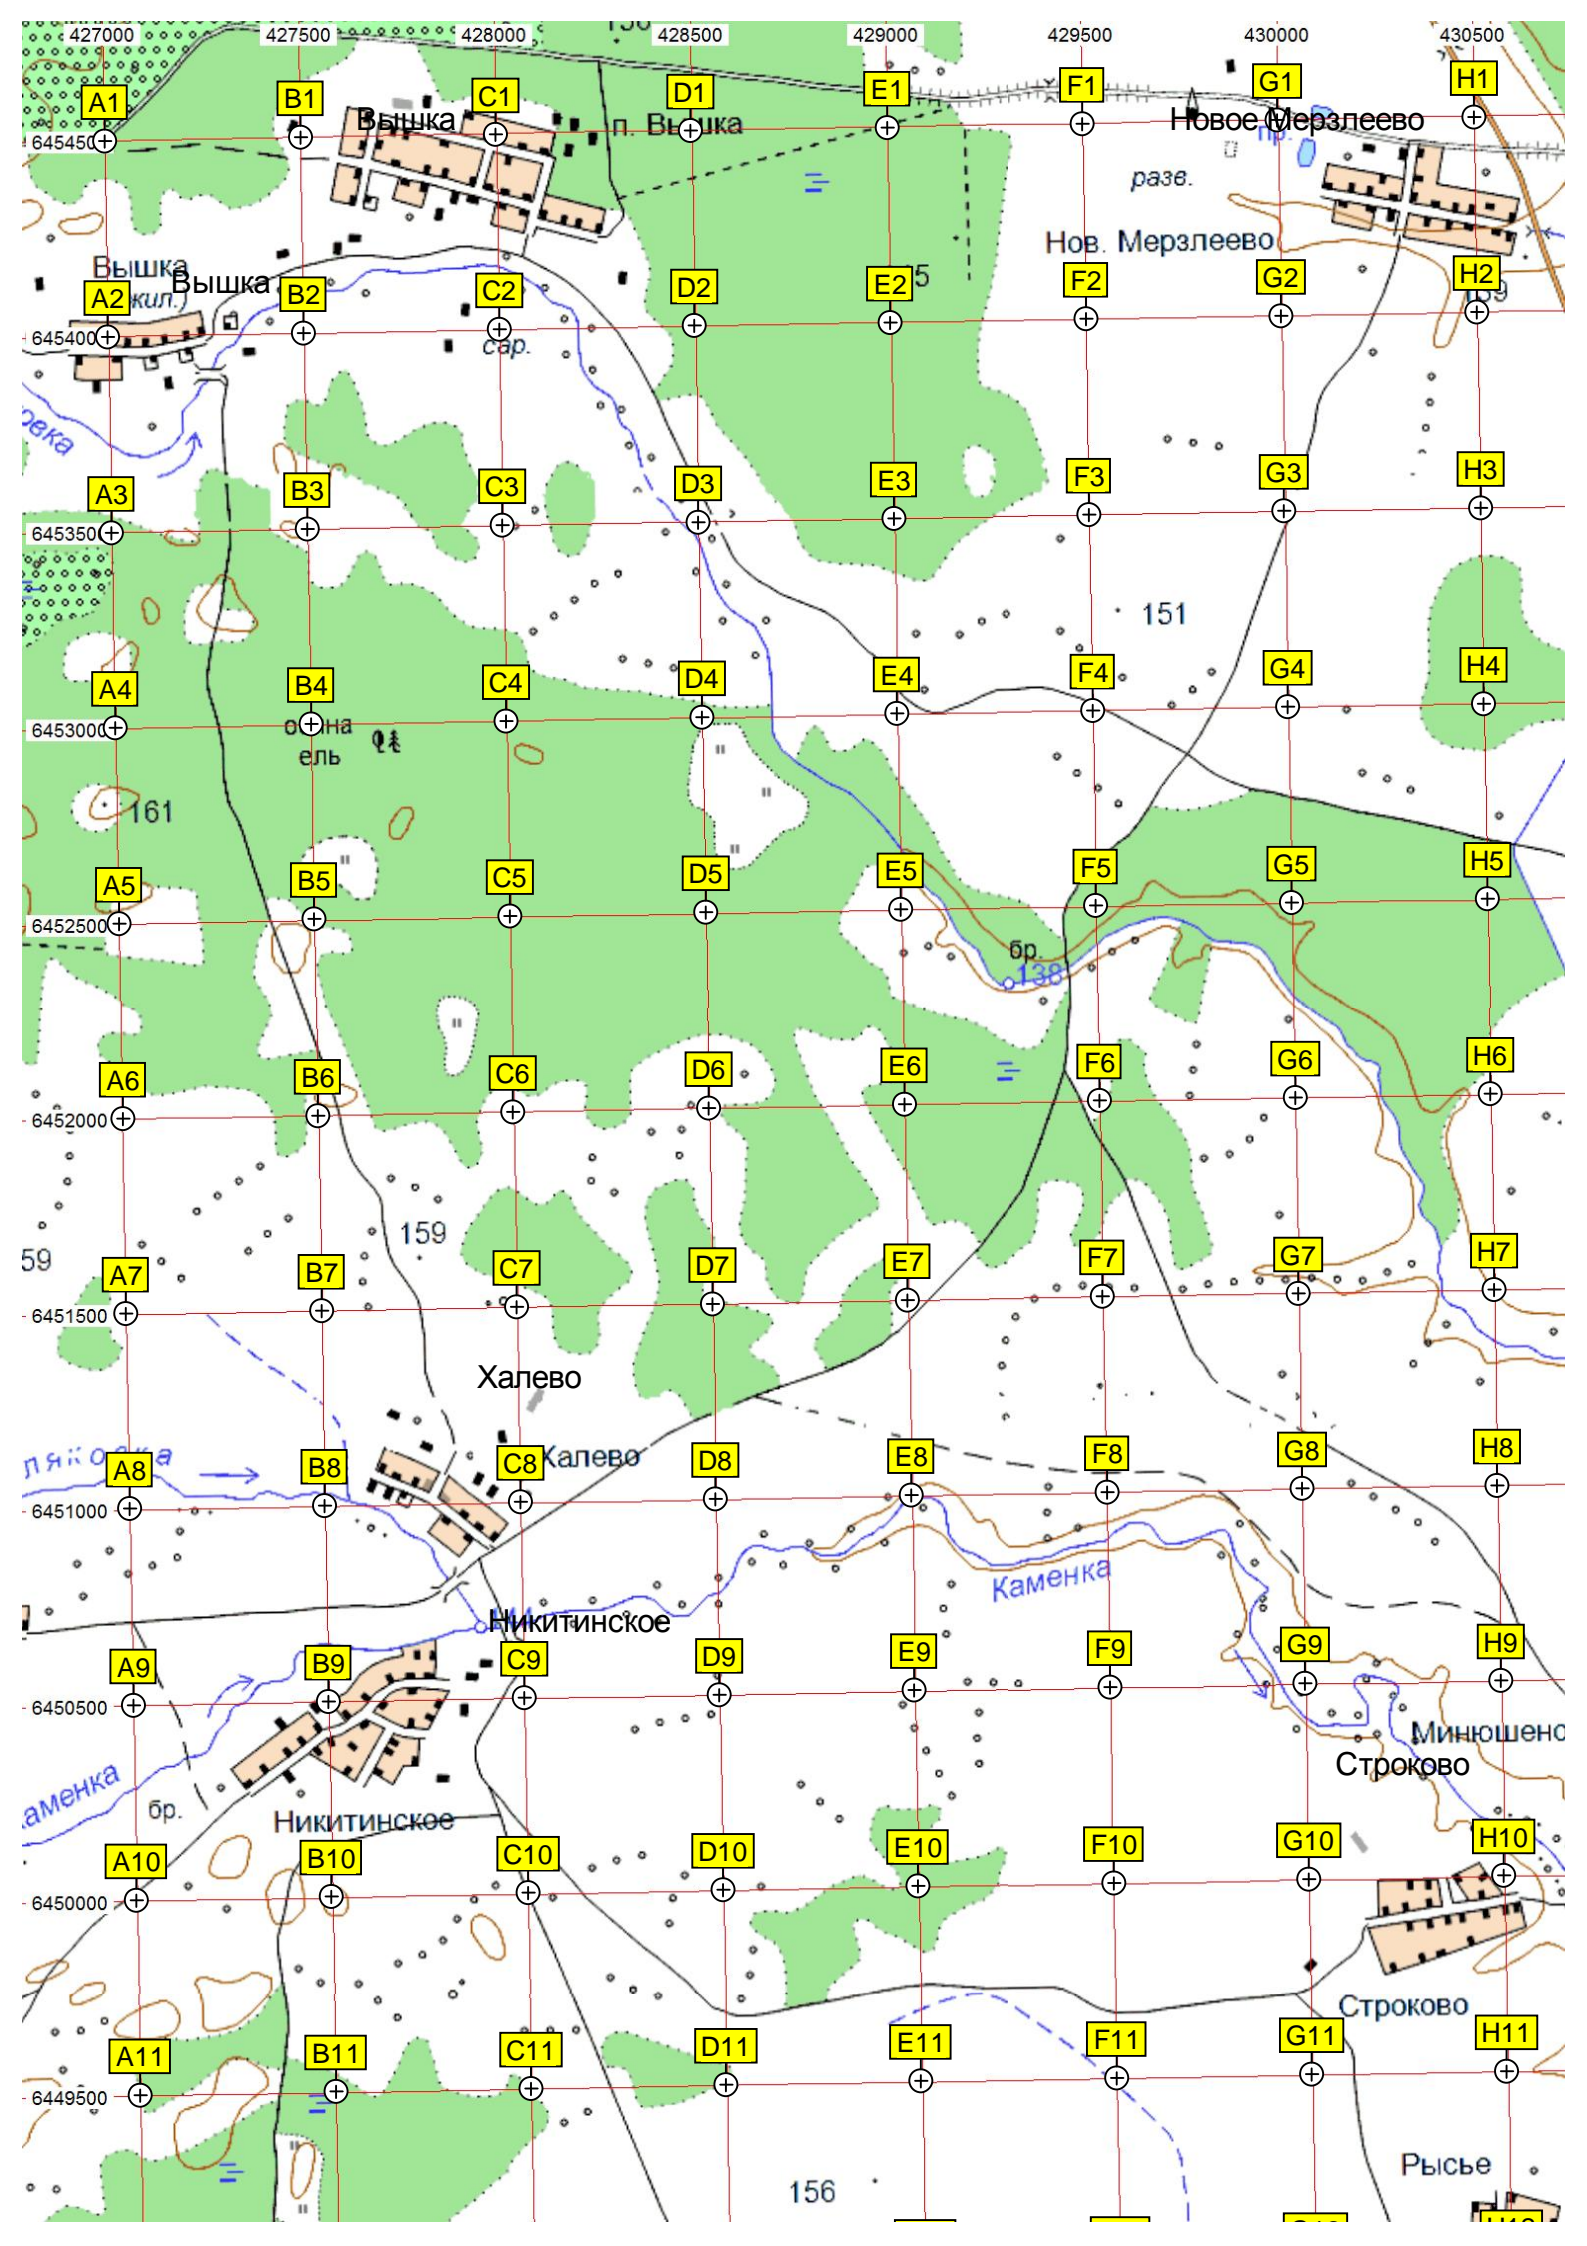 427000 427500 428000 428500 429000 429500 430000 430500
A1 B1 C1 D1 E1 F1 G1 H1
Вышка п. Вышка Новое Мерзлеево
пр.
разв.
Нов. Мерзлеево
Вышка
Вышка
A2 B2 C2 D2 E2 F2 G2 H2
сар.
A3 B3 C3 D3 E3 F3 G3 H3
6453500
151
A4 B4 C4 D4 E4 F4 G4 H4
6453000
ель
161
A5 B5 C5 D5 E5 F5 G5 H5
6452500
бр.
138
A6 B6 C6 D6 E6 F6 G6 H6
6452000
159
59
A7 B7 C7 D7 E7 F7 G7 H7
6451500
Халево
Халево
A8 B8 C8 D8 E8 F8 G8 H8
6451000
Каменка
Никитинское
A9 B9 C9 D9 E9 F9 G9 H9
6450500
Минюшенс
Строково
аменка
бр.
Никитинское
A10 B10 C10 D10 E10 F10 G10 H10
6450000
Строково
A11 B11 C11 D11 E11 F11 G11 H11
6449500
Рысье
156